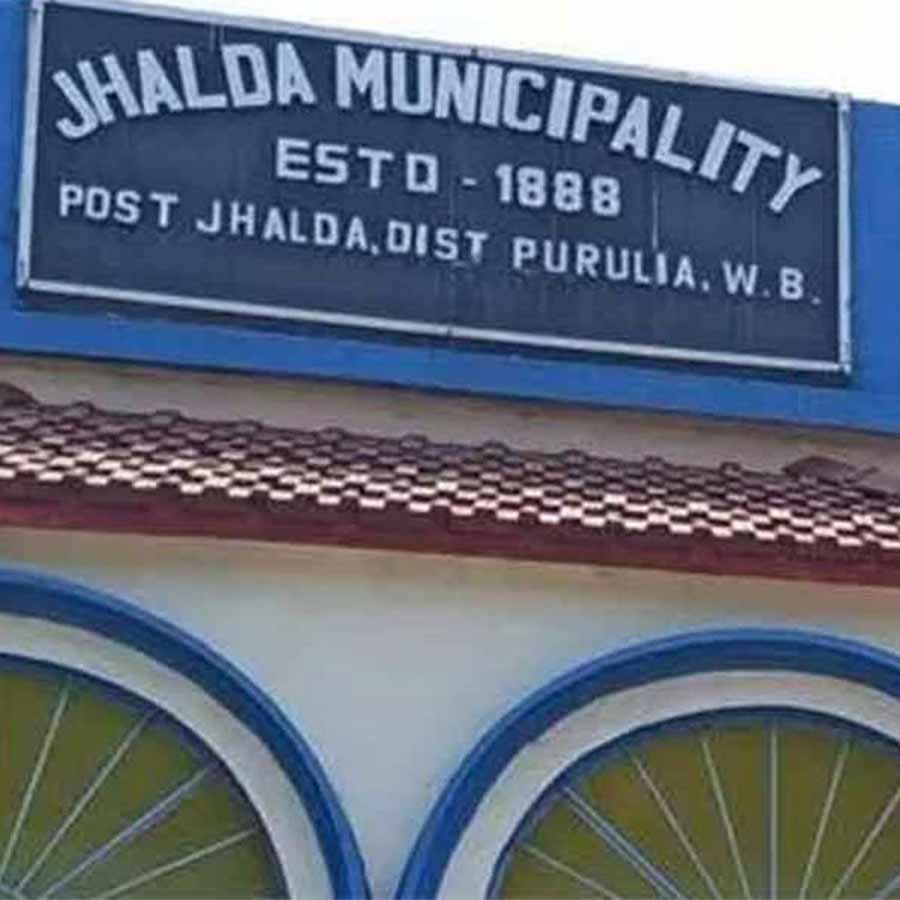 JHALDA MUNICIPALITY
ESTD - 1888
POST JHALDA, DIST PURULIA. W.B.